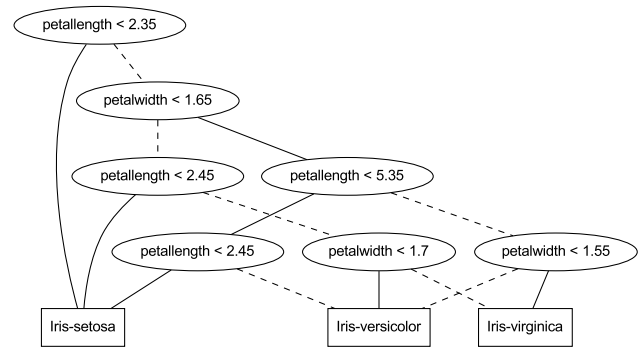 petallength < 2.35
petalwidth < 1.65
petallength < 2.45
petallength < 5.35
petallength < 2.45
petalwidth < 1.7
petalwidth < 1.55
Iris-setosa
Iris-versicolor
Iris-virginica